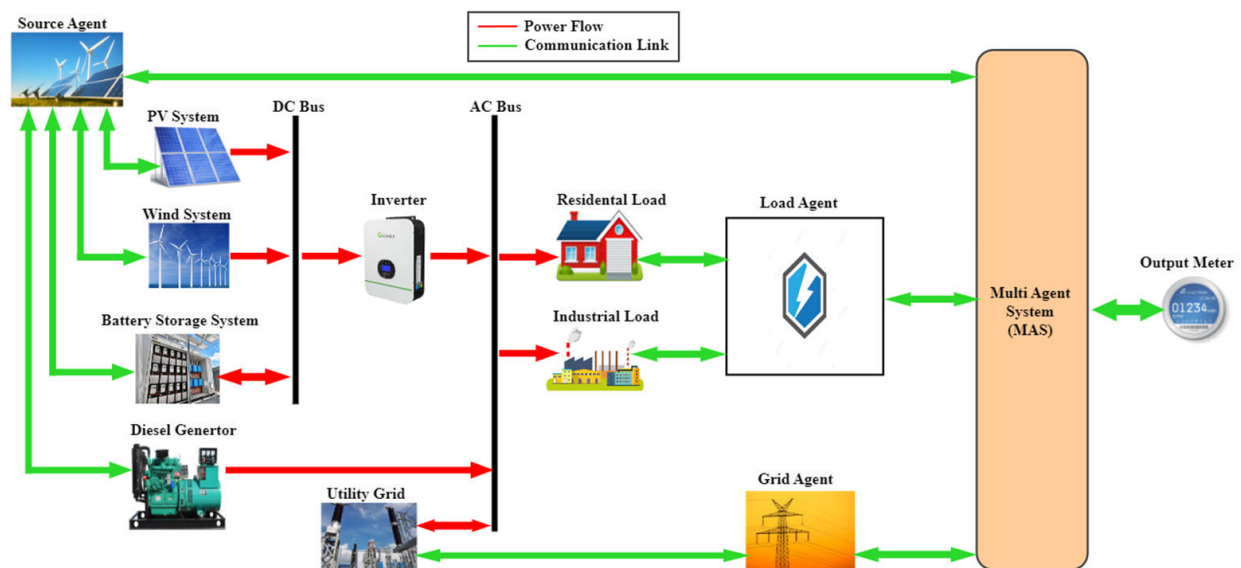 Source Agent
Power Flow
Communication Link
PV System
DC Bus
AC Bus
Wind System
Inverter
Residental Load
Load Agent
Battery Storage System
Industrial Load
Multi Agent
System
(MAS)
Output Meter
01234
Diesel Genertor
Utility Grid
Grid Agent